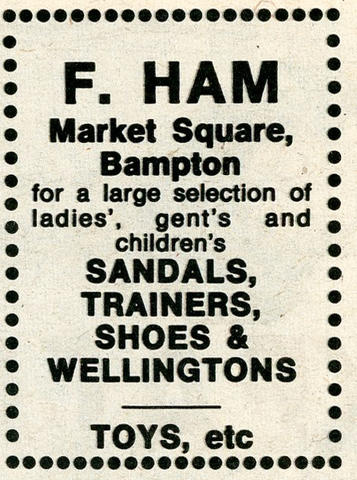 F. HAM
Market Square,
Bampton
for a large selection of
ladies', gent's and
children's
SANDALS,
TRAINERS,
SHOES &
WELLINGTONS
TOYS, etc